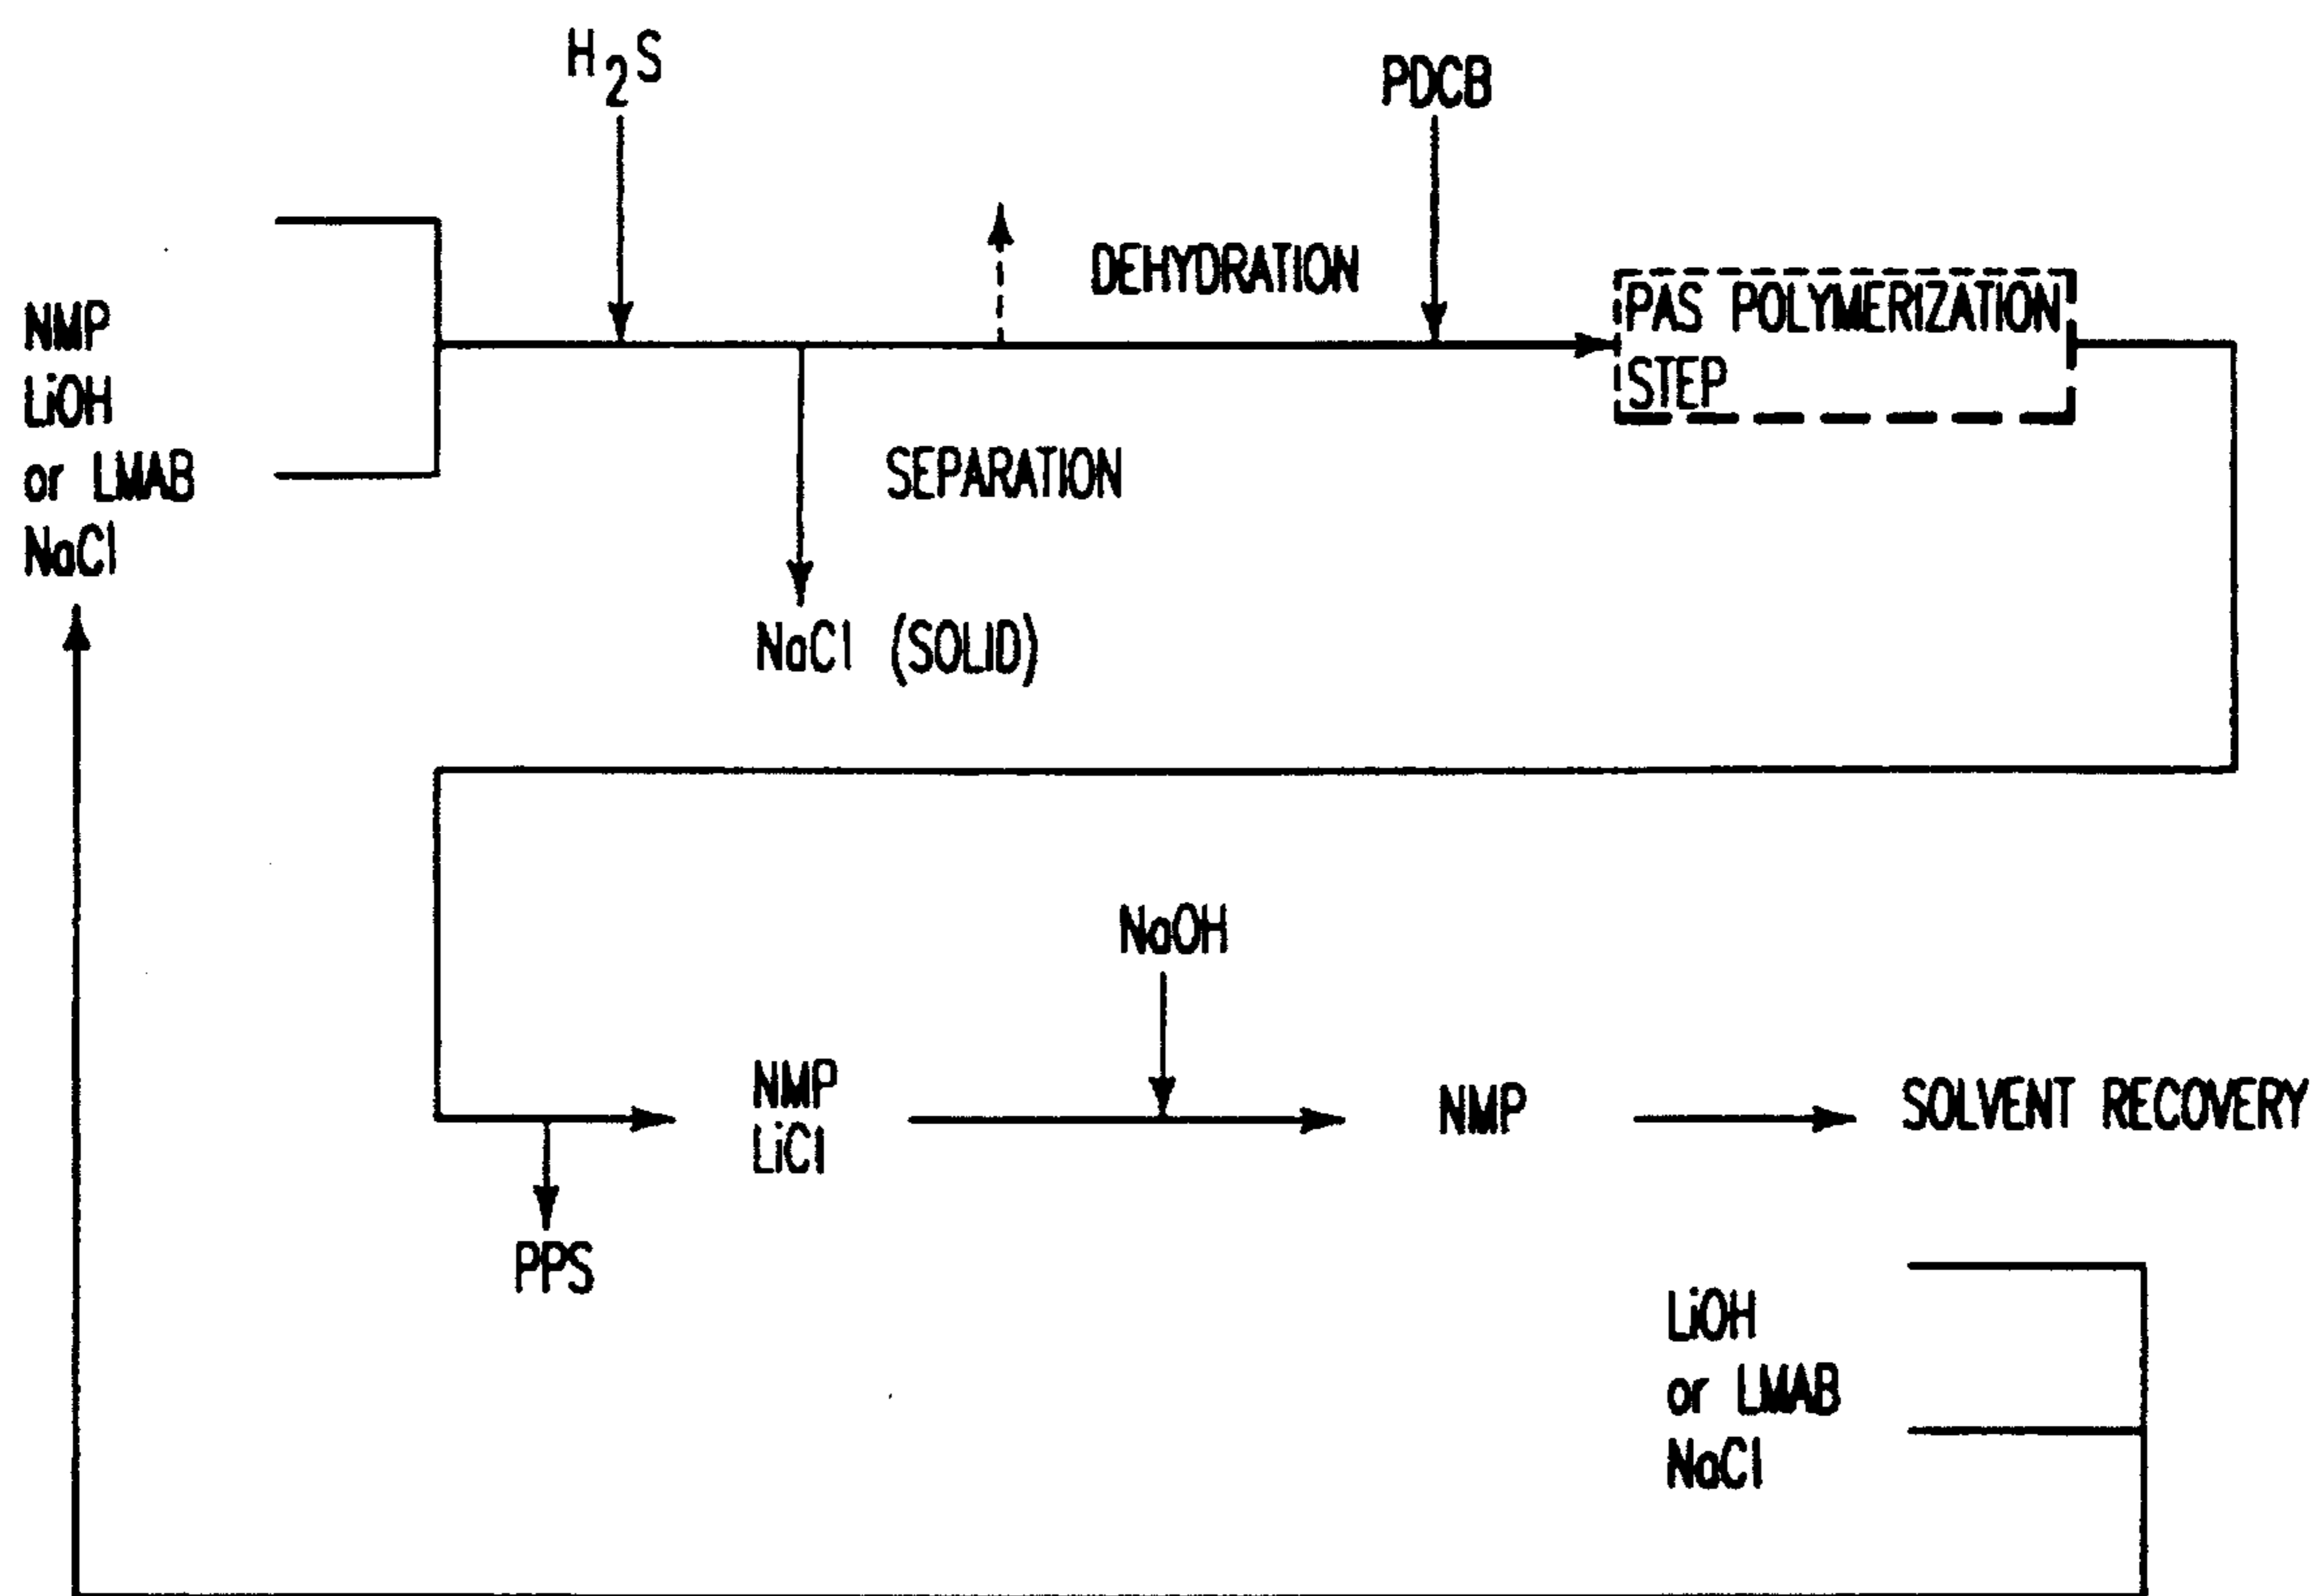 H2S
PDCB
DEHYDRATION
PAS POLYMERIZATION
STEP
NMP
LiOH
or LMAB
NaCl
SEPARATION
NaCl (SOLID)
NaOH
NMP
LiCl
NMP
SOLVENT RECOVERY
PPS
LiOH
or LMAB
NaCl